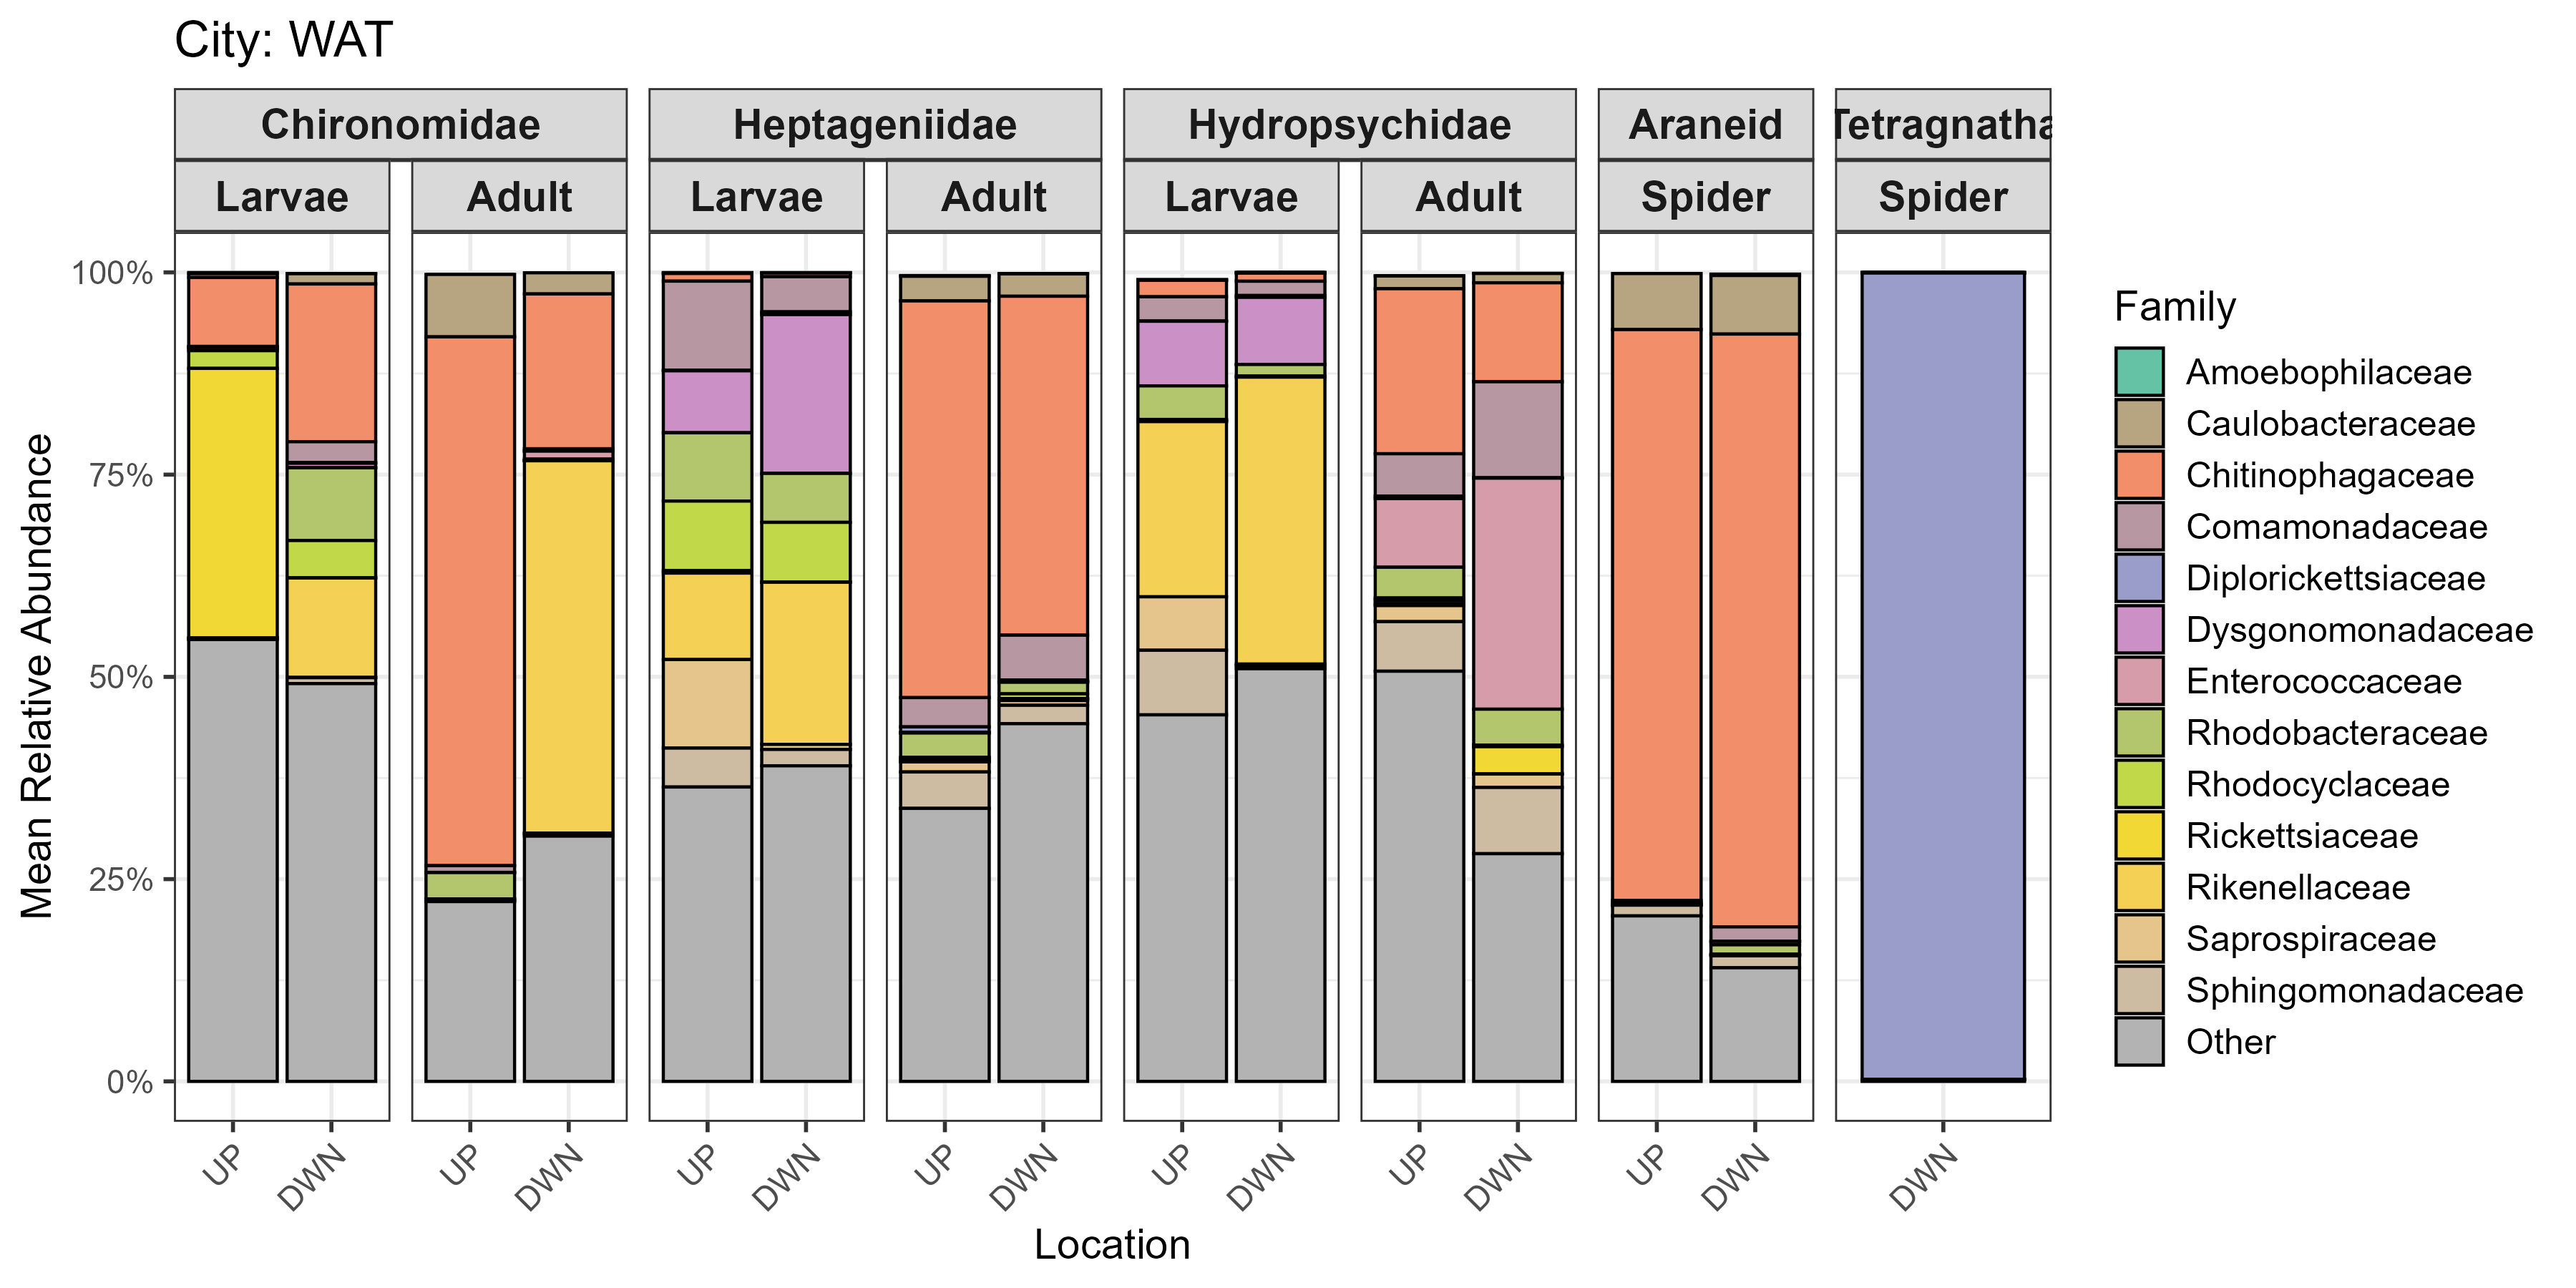 City: WAT
Chironomidae Heptageniidae Hydropsychidae Araneid Tetragnatha
Larvae Adult Larvae Adult Larvae Adult Spider Spider
Mean Relative Abundance
100%
75%
50%
25%
0%
UP DWN UP DWN UP DWN UP DWN UP DWN UP DWN UP DWN DWN
Location
Family
Amoebophilaceae
Caulobacteraceae
Chitinophagaceae
Comamonadaceae
Diplorickettsiaceae
Dysgonomonadaceae
Enterococcaceae
Rhodobacteraceae
Rhodocyclaceae
Rickettsiaceae
Rikenellaceae
Saprospiraceae
Sphingomonadaceae
Other